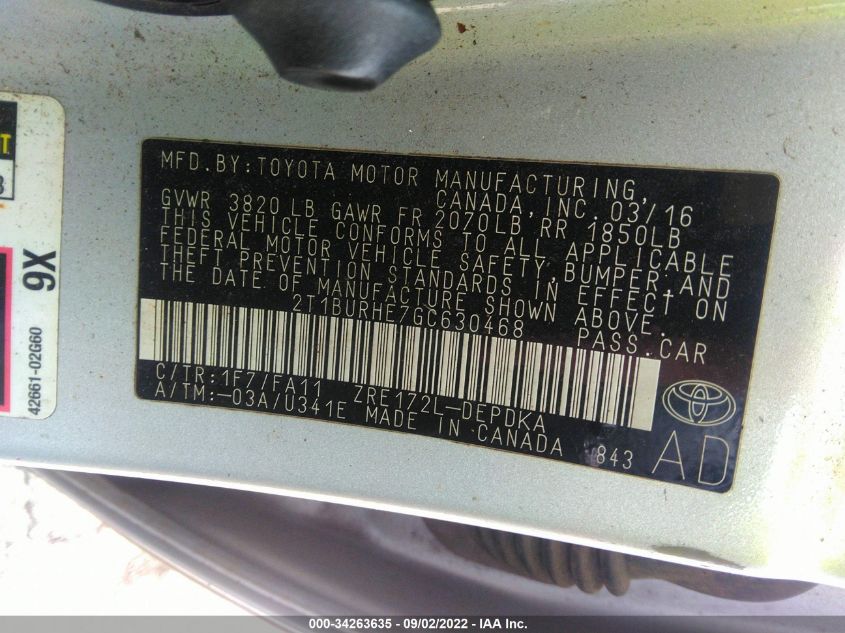 MFD.BY:TOYOTA MOTOR MANUFACTURING,
CANADA, INC. 03/16
GVWR 3820 LB GAWR FR 2070LB RR 1850LB
THIS VEHICLE CONFORMS TO ALL APPLICABLE
FEDERAL MOTOR VEHICLE SAFETY, BUMPER, AND
THEFT PREVENTION STANDARDS IN EFFECT ON
THE DATE OF MANUFACTURE SHOWN ABOVE.
2T1BURHE7GC630468 PASS.CAR
C/TR:1F7/FA11 ZRE172L-DEPDKA
A/TM:-03A/U341E MADE IN CANADA 843
AD
T
3
9X
42661-02G60
000-34263635 - 09/02/2022 - IAA Inc.